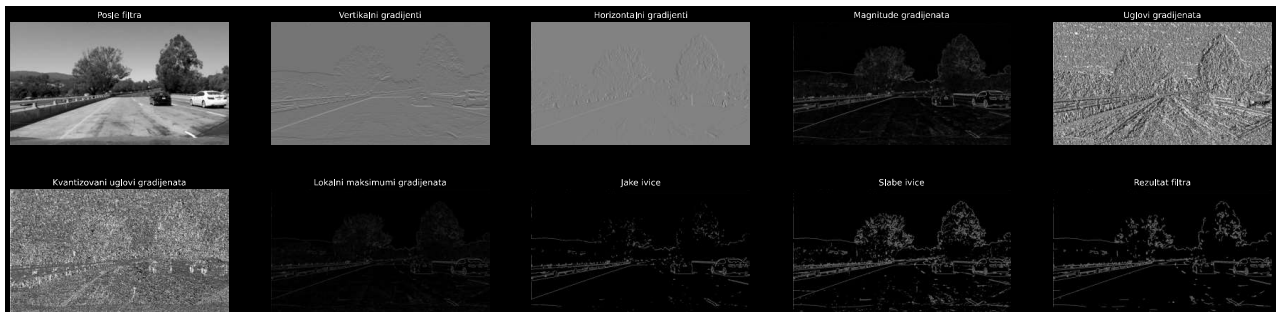 Posle filtra
Vertikalni gradijenti
Horizontalni gradijenti
Magnitude gradijenata
Uglovi gradijenata
Kvantizovani uglovi gradijenata
Lokalni maksimumi gradijenata
Jake ivice
Slabe ivice
Rezultat filtra